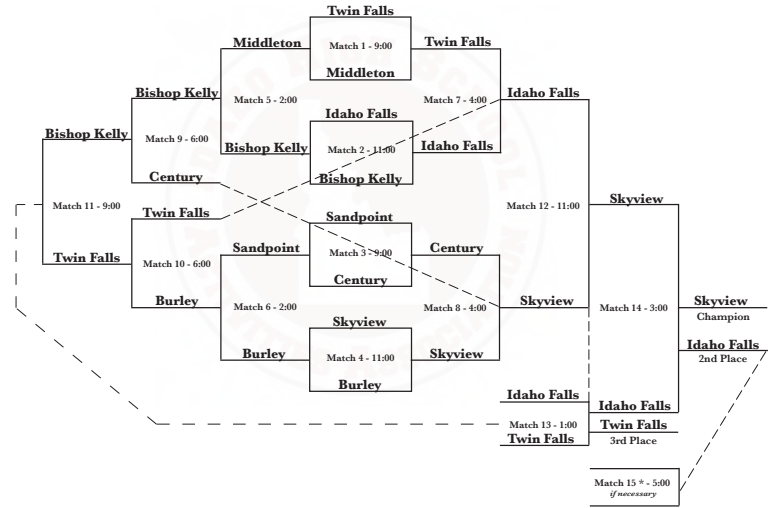 Twin Falls
Match 1 - 9:00
Middleton
Middleton
Twin Falls
Bishop Kelly
Match 5 - 2:00
Idaho Falls
Match 7 - 4:00
Idaho Falls
Bishop Kelly
Match 9 - 6:00
Bishop Kelly
Match 2 - 11:00
Idaho Falls
Bishop Kelly
Century
Match 11 - 9:00
Twin Falls
Sandpoint
Match 12 - 11:00
Skyview
Twin Falls
Match 10 - 6:00
Sandpoint
Match 3 - 9:00
Century
Century
Burley
Match 6 - 2:00
Match 8 - 4:00
Skyview
Match 14 - 3:00
Skyview
Champion
Skyview
Burley
Match 4 - 11:00
Skyview
Burley
Idaho Falls
2nd Place
Idaho Falls
Idaho Falls
Match 13 - 1:00
Twin Falls
Twin Falls
3rd Place
Match 15 * - 5:00
if necessary